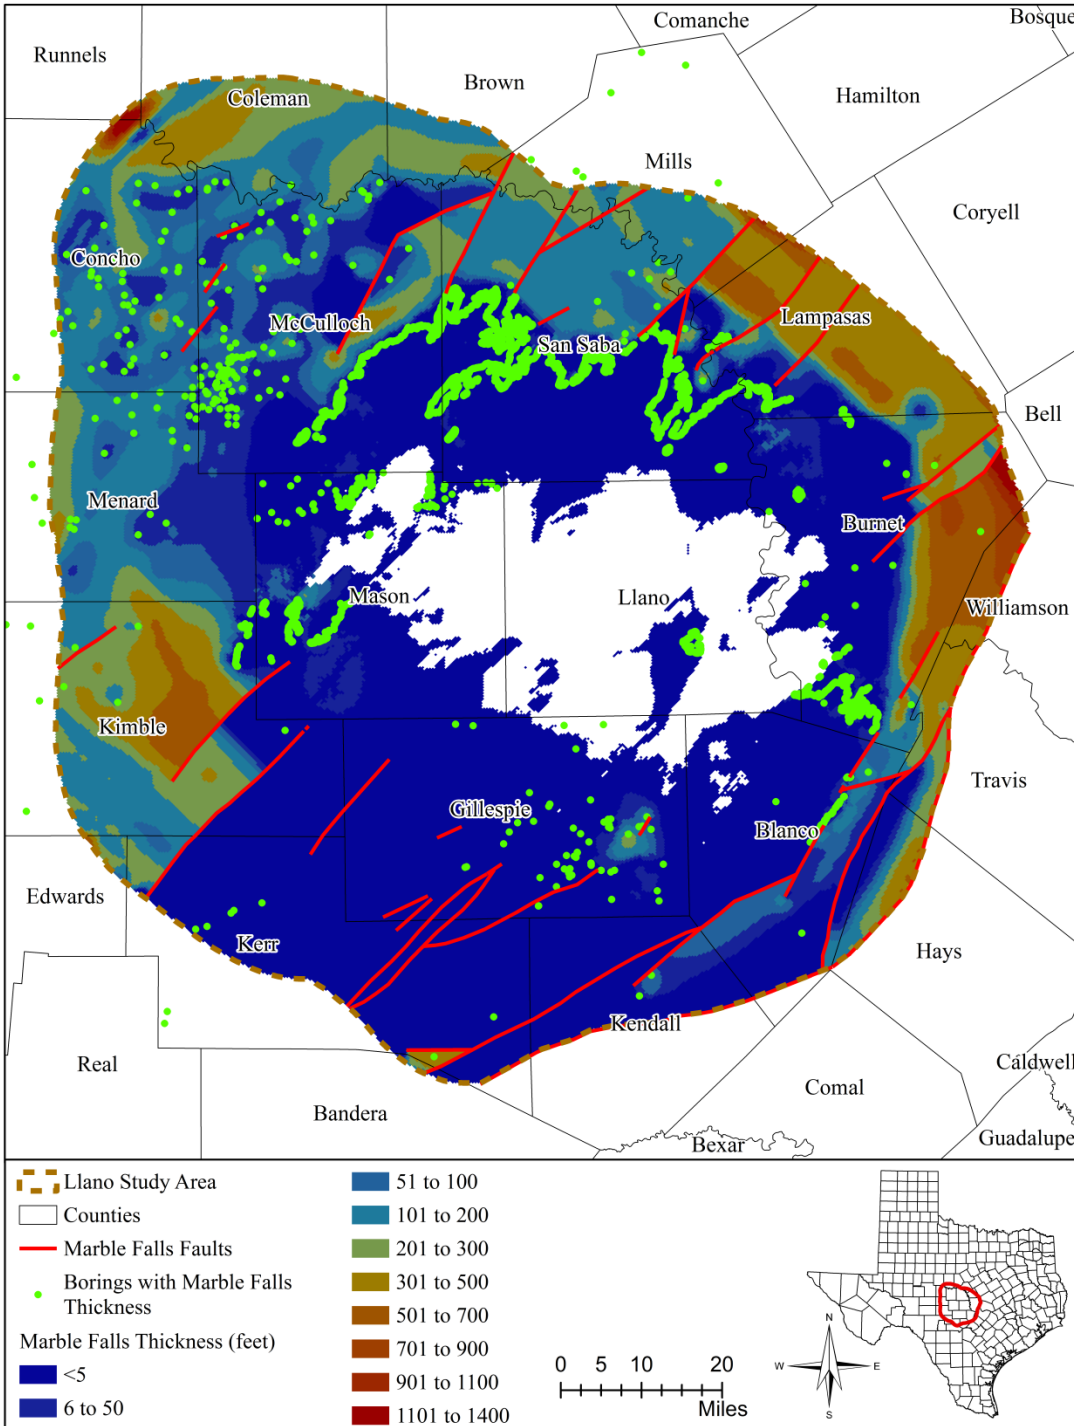 Comanche
Bosque
Runnels
Brown
Coleman
Hamilton
Mills
Coryell
Concho
McCulloch
Lampasas
San Saba
Bell
Menard
Burnet
Mason
Llano
Williamson
Kimble
Travis
Gillespie
Blanco
Edwards
Kerr
Hays
Kendall
Real
Caldwell
Comal
Bandera
Guadalupe
Bexar
Llano Study Area
Counties
Marble Falls Faults
Borings with Marble Falls
Thickness
Marble Falls Thickness (feet)
<5
6 to 50
51 to 100
101 to 200
201 to 300
301 to 500
501 to 700
701 to 900
901 to 1100
1101 to 1400
0 5 10 20
Miles
N
W E
S